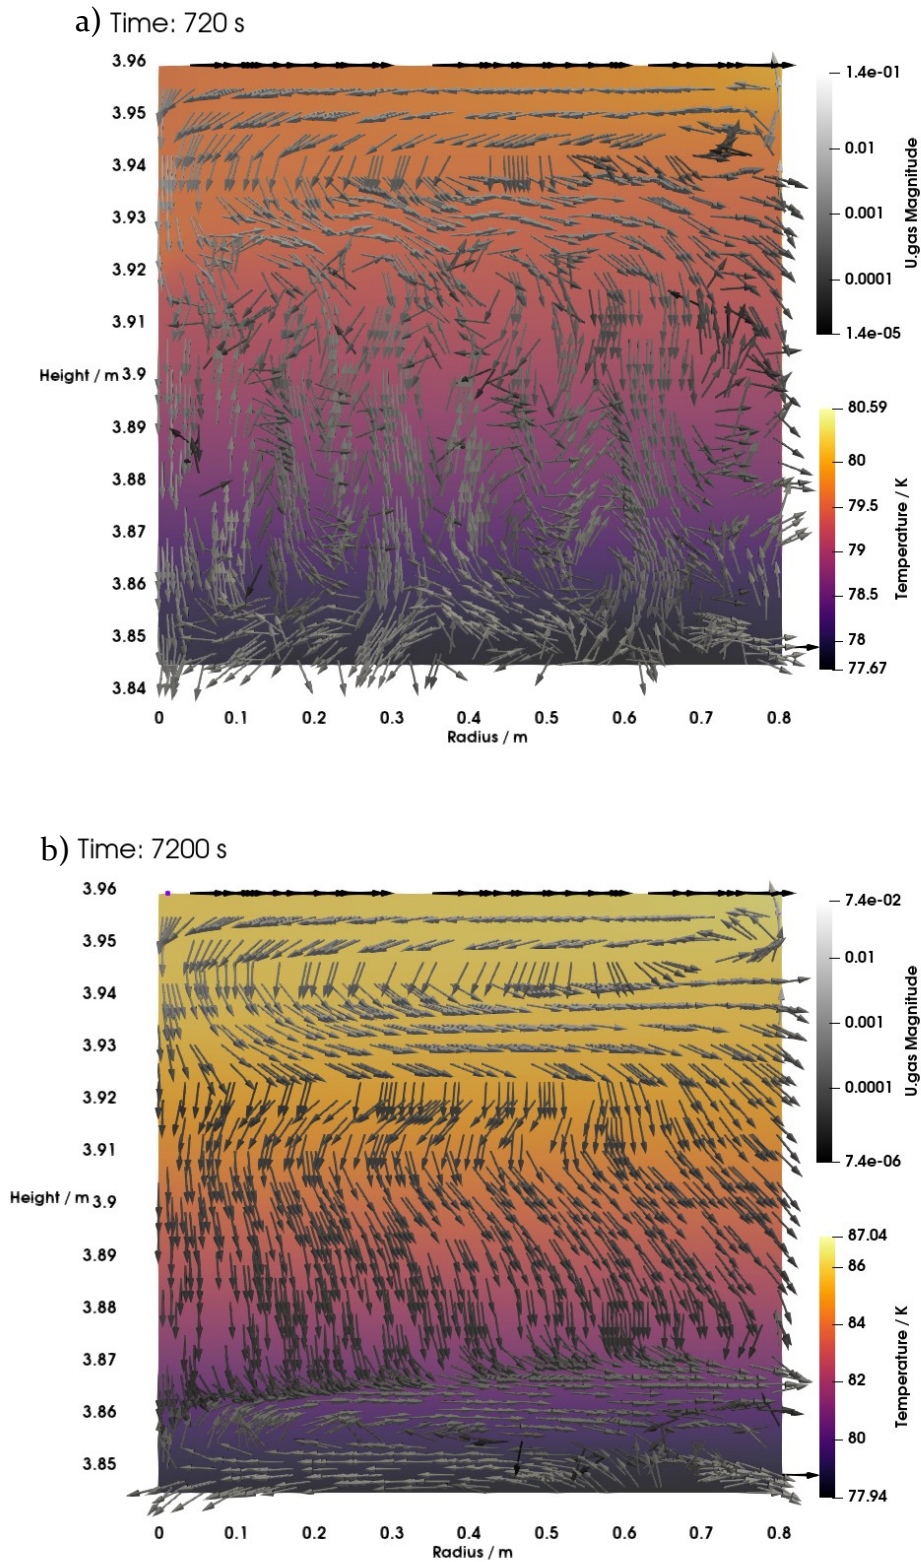 a) Time: 720 s
3.96
3.95
3.94
3.93
3.92
3.91
Height / m 3.9
3.89
3.88
3.87
3.86
3.85
3.84
0 0.1 0.2 0.3 0.4 0.5 0.6 0.7 0.8
Radius / m
1.4e-01
0.01
0.001
0.0001
1.4e-05
U.gas Magnitude
80.59
80
79.5
79
78.5
78
77.67
Temperature / K
b) Time: 7200 s
3.96
3.95
3.94
3.93
3.92
3.91
Height / m 3.9
3.89
3.88
3.87
3.86
3.85
0 0.1 0.2 0.3 0.4 0.5 0.6 0.7 0.8
Radius / m
7.4e-02
0.01
0.001
0.0001
7.4e-06
U.gas Magnitude
87.04
86
84
82
80
77.94
Temperature / K